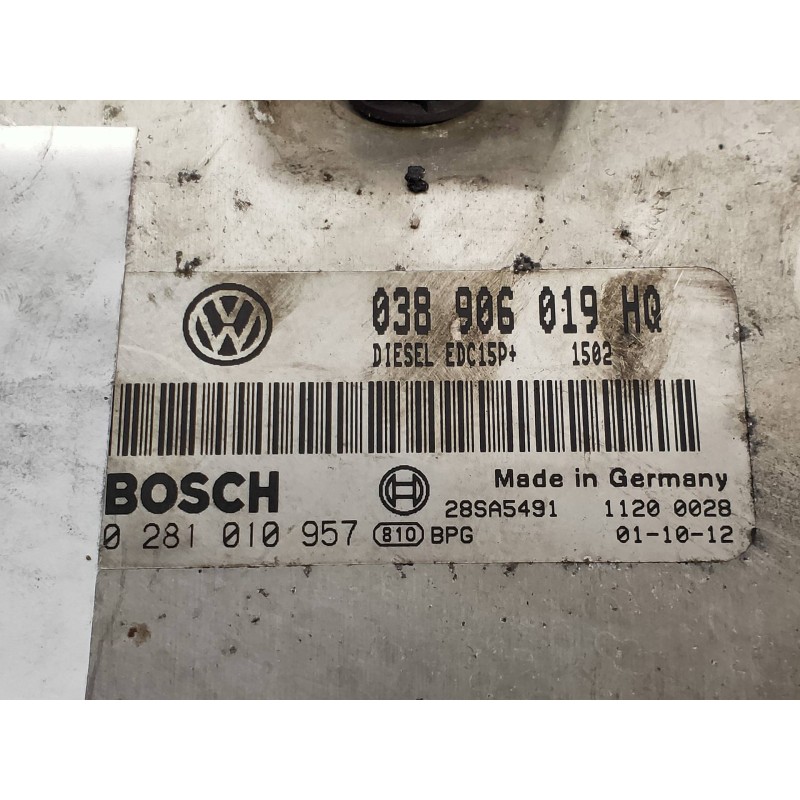 038 906 019 HQ
DIESEL EDC15P+ 1502
BOSCH
Made in Germany
28SA5491 1120 0028
0 281 010 957 810 BPG 01-10-12